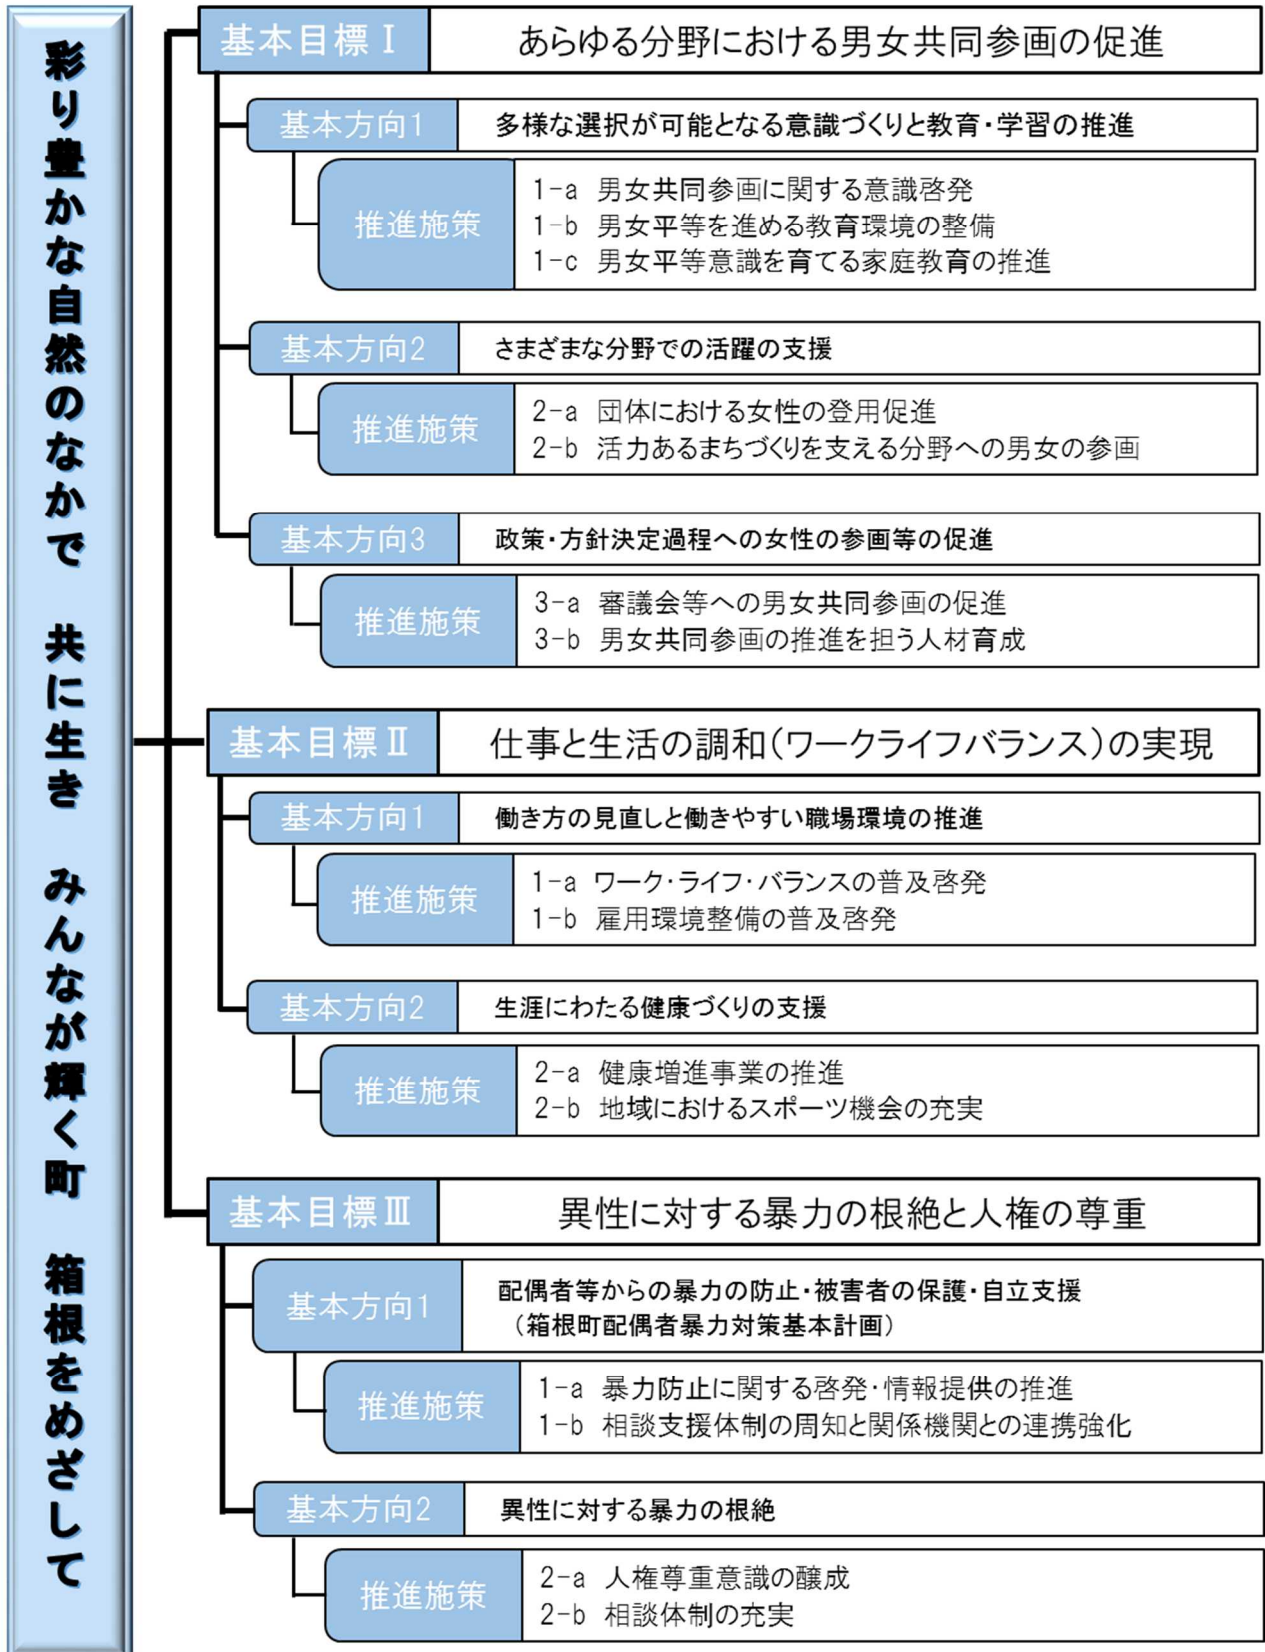 彩り豊かな自然のなかで　共に生き　みんなが輝く町　箱根をめざして
基本目標Ⅰ　あらゆる分野における男女共同参画の促進
基本方向1　多様な選択が可能となる意識づくりと教育・学習の推進
推進施策
1-a 男女共同参画に関する意識啓発
1-b 男女平等を進める教育環境の整備
1-c 男女平等意識を育てる家庭教育の推進
基本方向2　さまざまな分野での活躍の支援
推進施策
2-a 団体における女性の登用促進
2-b 活力あるまちづくりを支える分野への男女の参画
基本方向3　政策・方針決定過程への女性の参画等の促進
推進施策
3-a 審議会等への男女共同参画の促進
3-b 男女共同参画の推進を担う人材育成
基本目標Ⅱ　仕事と生活の調和（ワークライフバランス）の実現
基本方向1　働き方の見直しと働きやすい職場環境の推進
推進施策
1-a ワーク・ライフ・バランスの普及啓発
1-b 雇用環境整備の普及啓発
基本方向2　生涯にわたる健康づくりの支援
推進施策
2-a 健康増進事業の推進
2-b 地域におけるスポーツ機会の充実
基本目標Ⅲ　異性に対する暴力の根絶と人権の尊重
基本方向1　配偶者等からの暴力の防止・被害者の保護・自立支援
（箱根町配偶者暴力対策基本計画）
推進施策
1-a 暴力防止に関する啓発・情報提供の推進
1-b 相談支援体制の周知と関係機関との連携強化
基本方向2　異性に対する暴力の根絶
推進施策
2-a 人権尊重意識の醸成
2-b 相談体制の充実